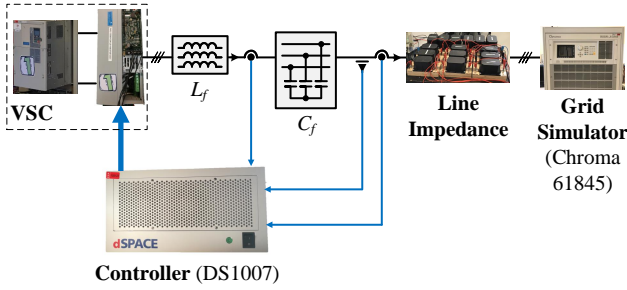 VSC
L_f
C_f
Line
Impedance
Grid
Simulator
(Chroma
61845)
dSPACE
Controller (DS1007)